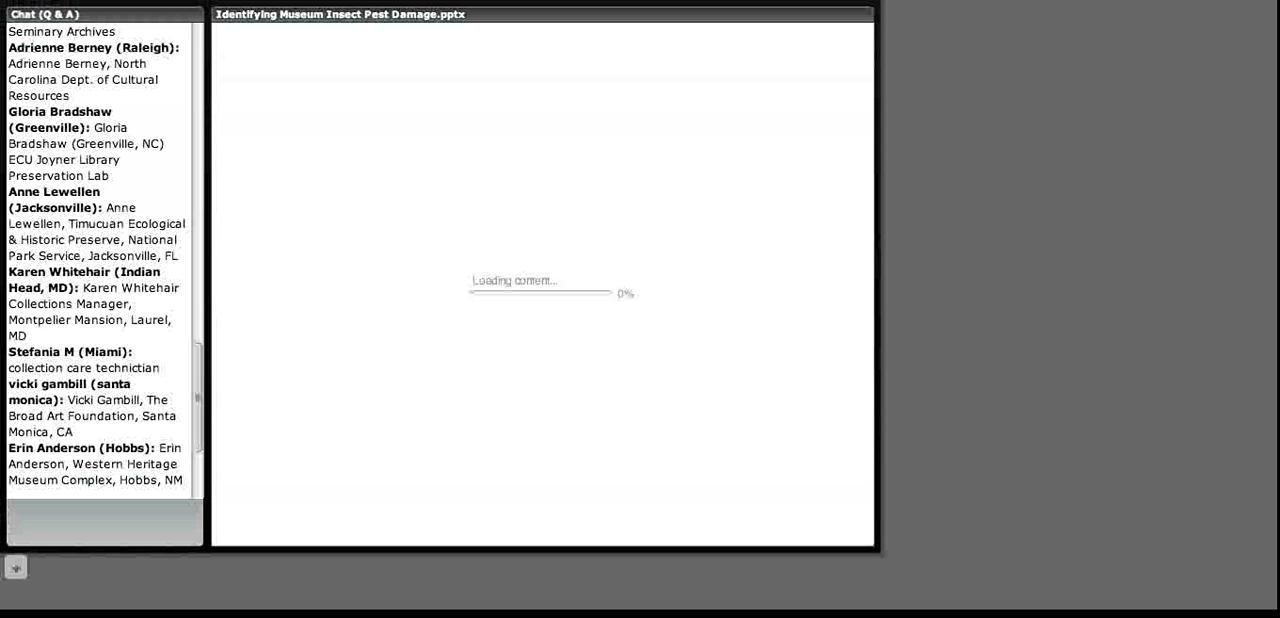 Chat (Q & A)
Seminary Archives
Adrienne Berney (Raleigh):
Adrienne Berney, North
Carolina Dept. of Cultural
Resources
Gloria Bradshaw
(Greenville): Gloria
Bradshaw (Greenville, NC)
ECU Joyner Library
Preservation Lab
Anne Lewellen
(Jacksonville): Anne
Lewellen, Timucuan Ecological
& Historic Preserve, National
Park Service, Jacksonville, FL
Karen Whitehair (Indian
Head, MD): Karen Whitehair
Collections Manager,
Montpelier Mansion, Laurel,
MD
Stefania M (Miami):
collection care technictian
vicki gambill (santa
monica): Vicki Gambill, The
Broad Art Foundation, Santa
Monica, CA
Erin Anderson (Hobbs): Erin
Anderson, Western Heritage
Museum Complex, Hobbs, NM
Identifying Museum Insect Pest Damage.pptx
Loading content...
0%